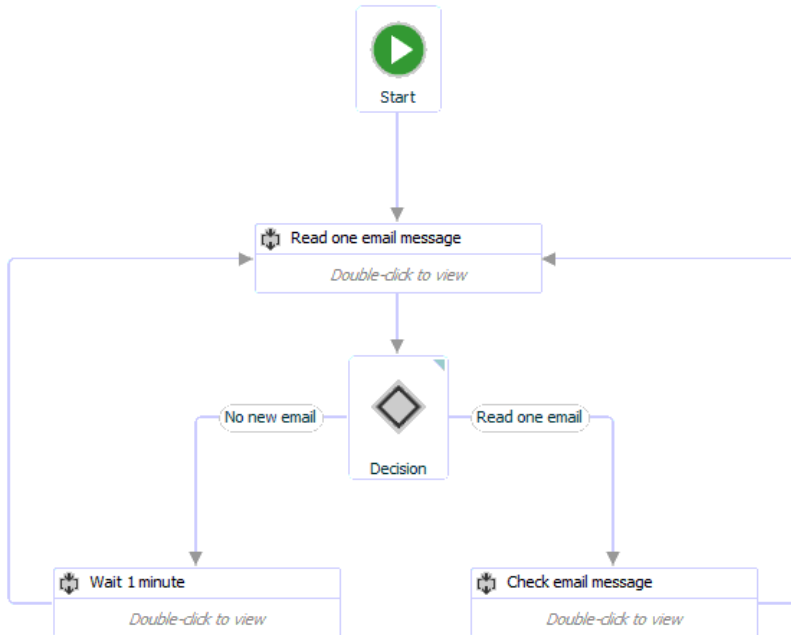 Start
Read one email message
Double-click to view
No new email
Read one email
Decision
Wait 1 minute
Check email message
Double-click to view
Double-click to view